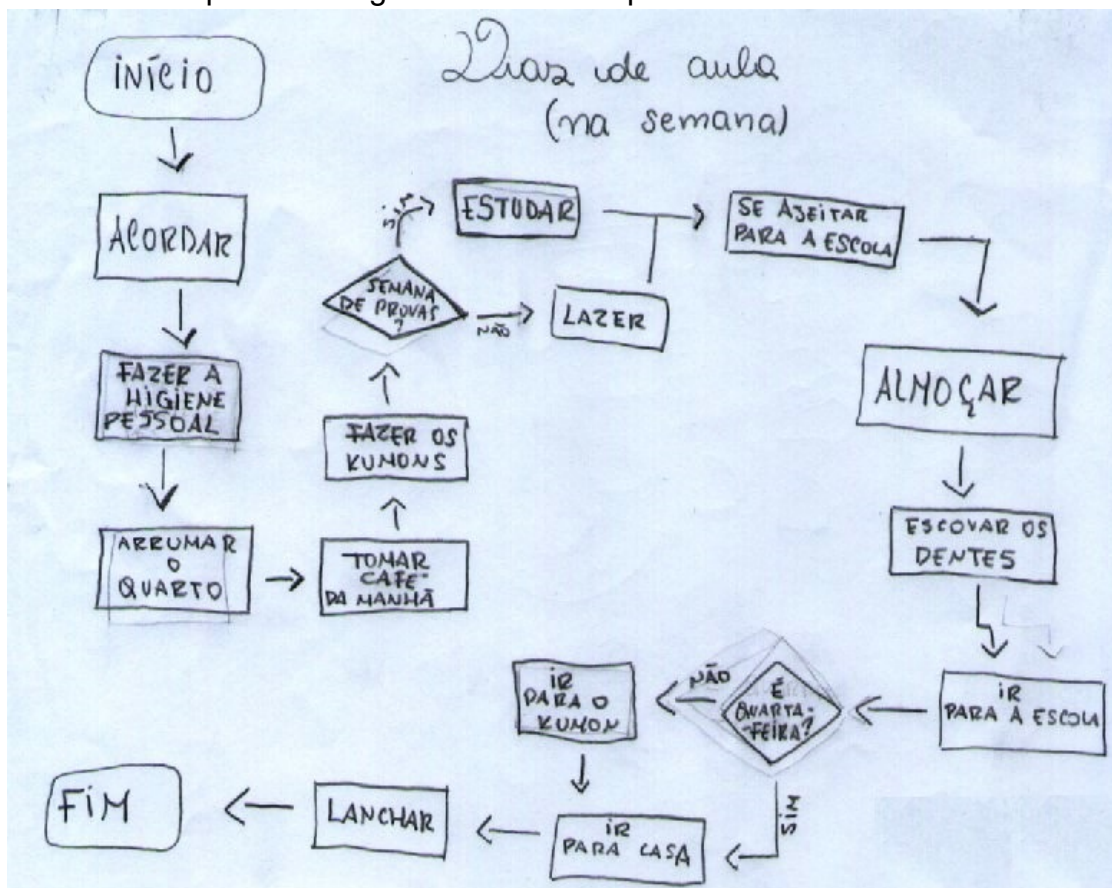 Dias de aula
(na semana)
INÍCIO
ACORDAR
FAZER A
HIGIENE
PESSOAL
ARRUMAR
O
QUARTO
TOMAR
CAFÉ
DA MANHÃ
FAZER OS
KUMONS
SEMANA
DE PROVAS
?
SIM
ESTUDAR
NÃO
LAZER
SE AJEITAR
PARA A ESCOLA
ALMOÇAR
ESCOVAR OS
DENTES
IR
PARA A ESCOLA
É
QUARTA-
-FEIRA?
NÃO
IR
PARA O
KUMON
SIM
IR
PARA CASA
LANCHAR
FIM